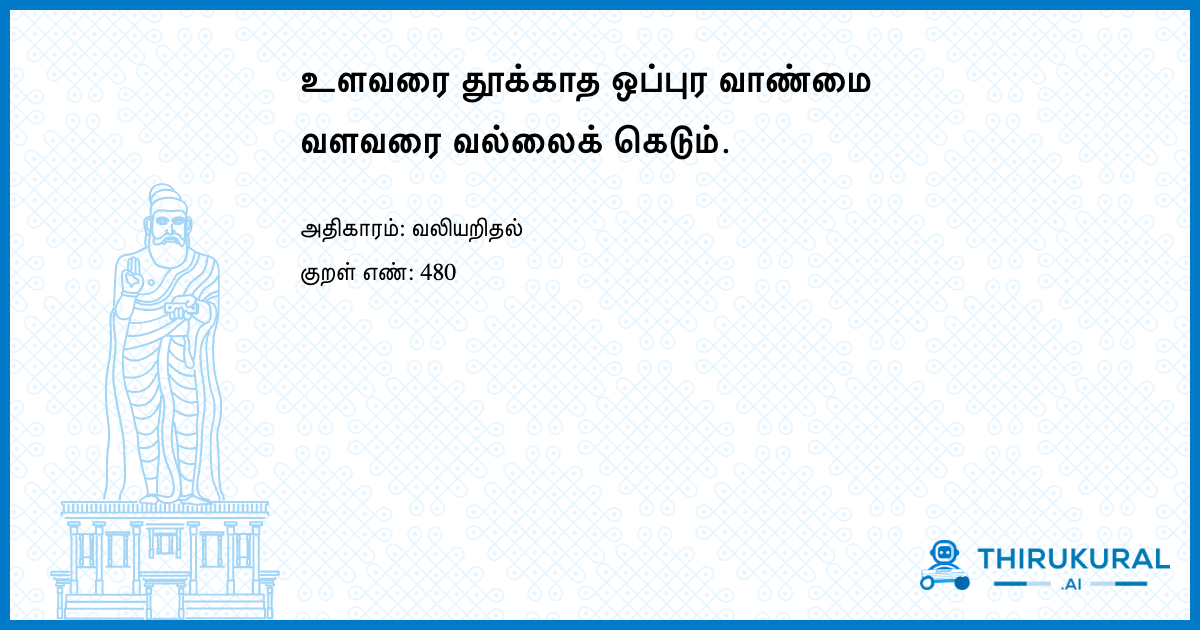 உளவரை தூக்காத ஒப்புர வாண்மை
வளவரை வல்லைக் கெடும்.
அதிகாரம்: வலியறிதல்
குறள் எண்: 480
THIRUKURAL
.AI